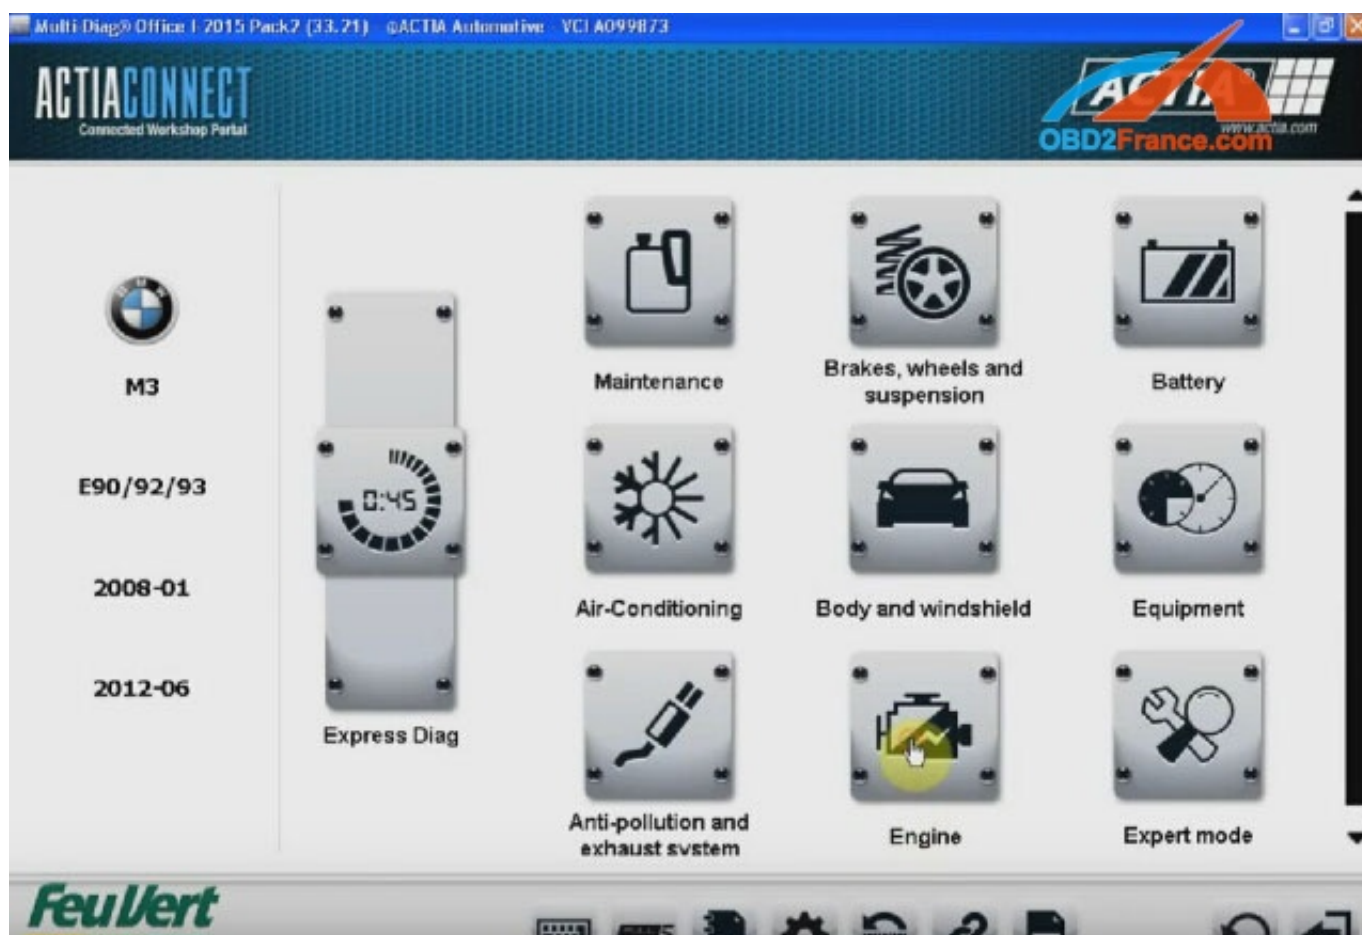 Multi-Diag® Office I-2015 Pack2 (33.21) @ACTIA Automotive - VCI A099873
ACTIACONNECT
Connected Workshop Portal
ACTIA®
www.actia.com
OBD2France.com
M3
E90/92/93
2008-01
2012-06
0:45
Express Diag
Maintenance
Brakes, wheels and
suspension
Battery
Air-Conditioning
Body and windshield
Equipment
Anti-pollution and
exhaust system
Engine
Expert mode
Feu Vert